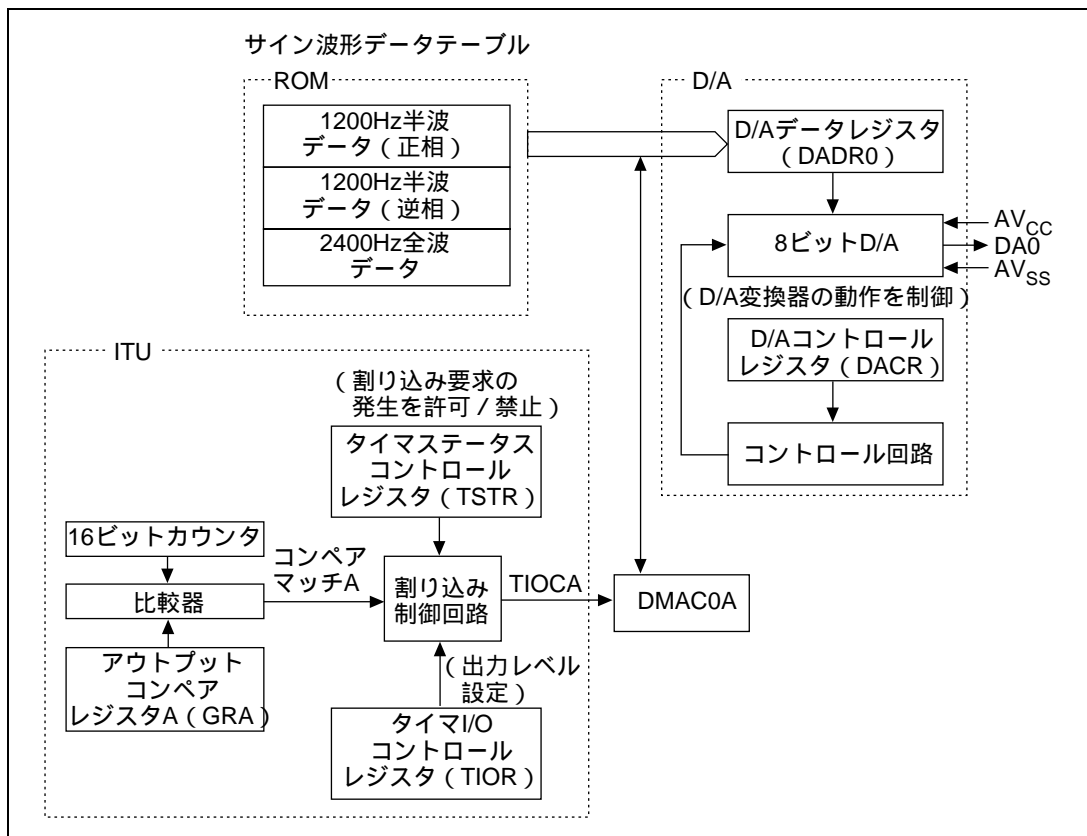 サイン波形データテーブル
ROM
1200Hz半波
データ（正相）
1200Hz半波
データ（逆相）
2400Hz全波
データ
D/A
D/Aデータレジスタ
（DADR0）
8ビットD/A
AVCC
DA0
AVSS
（D/A変換器の動作を制御）
D/Aコントロール
レジスタ（DACR）
コントロール回路
ITU
（割り込み要求の
発生を許可／禁止）
タイマステータス
コントロール
レジスタ（TSTR）
16ビットカウンタ
比較器
アウトプット
コンペア
レジスタA（GRA）
コンペア
マッチA
割り込み
制御回路
TIOCA
DMAC0A
（出力レベル
設定）
タイマI/O
コントロール
レジスタ（TIOR）